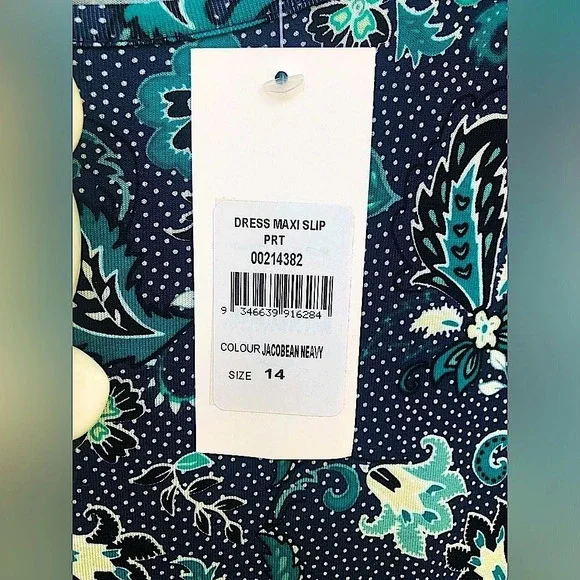 DRESS MAXI SLIP
PRT
00214382
9 346639 916284
COLOUR JACOBEAN NEAVY
SIZE 14